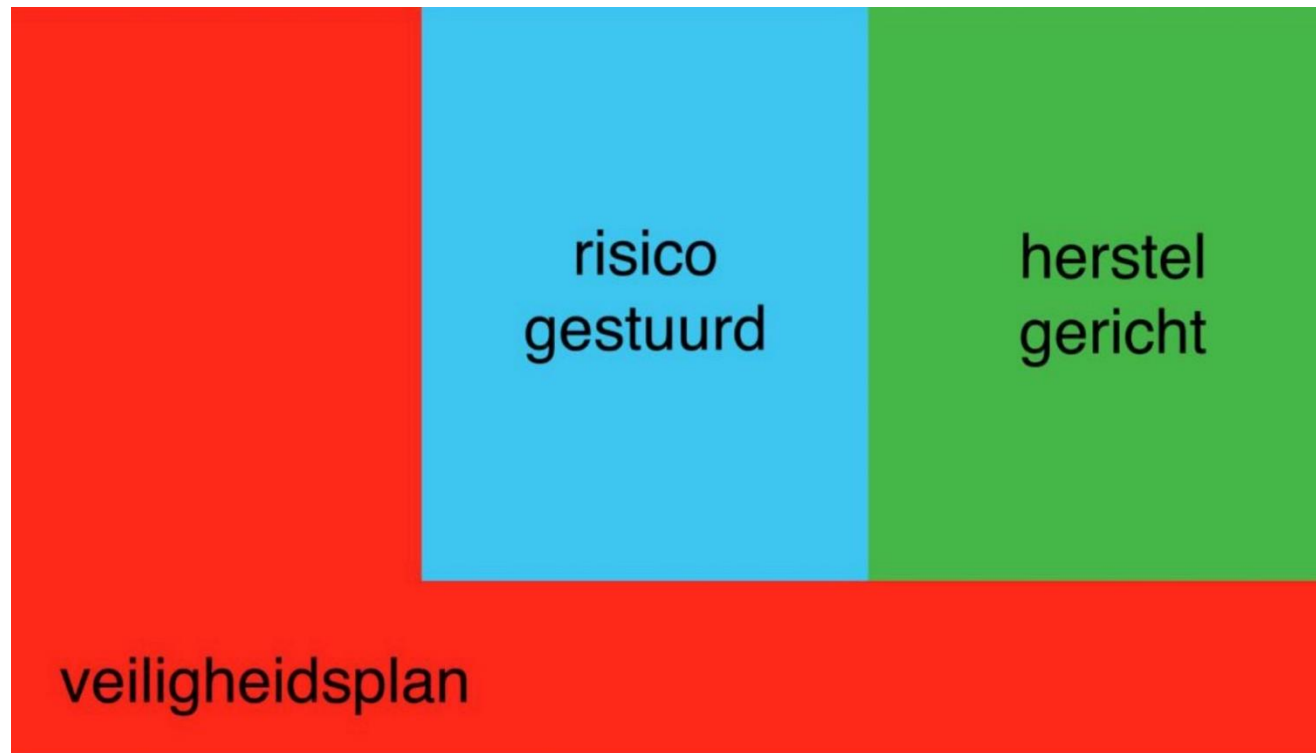 risico
gestuurd
herstel
gericht
veiligheidsplan